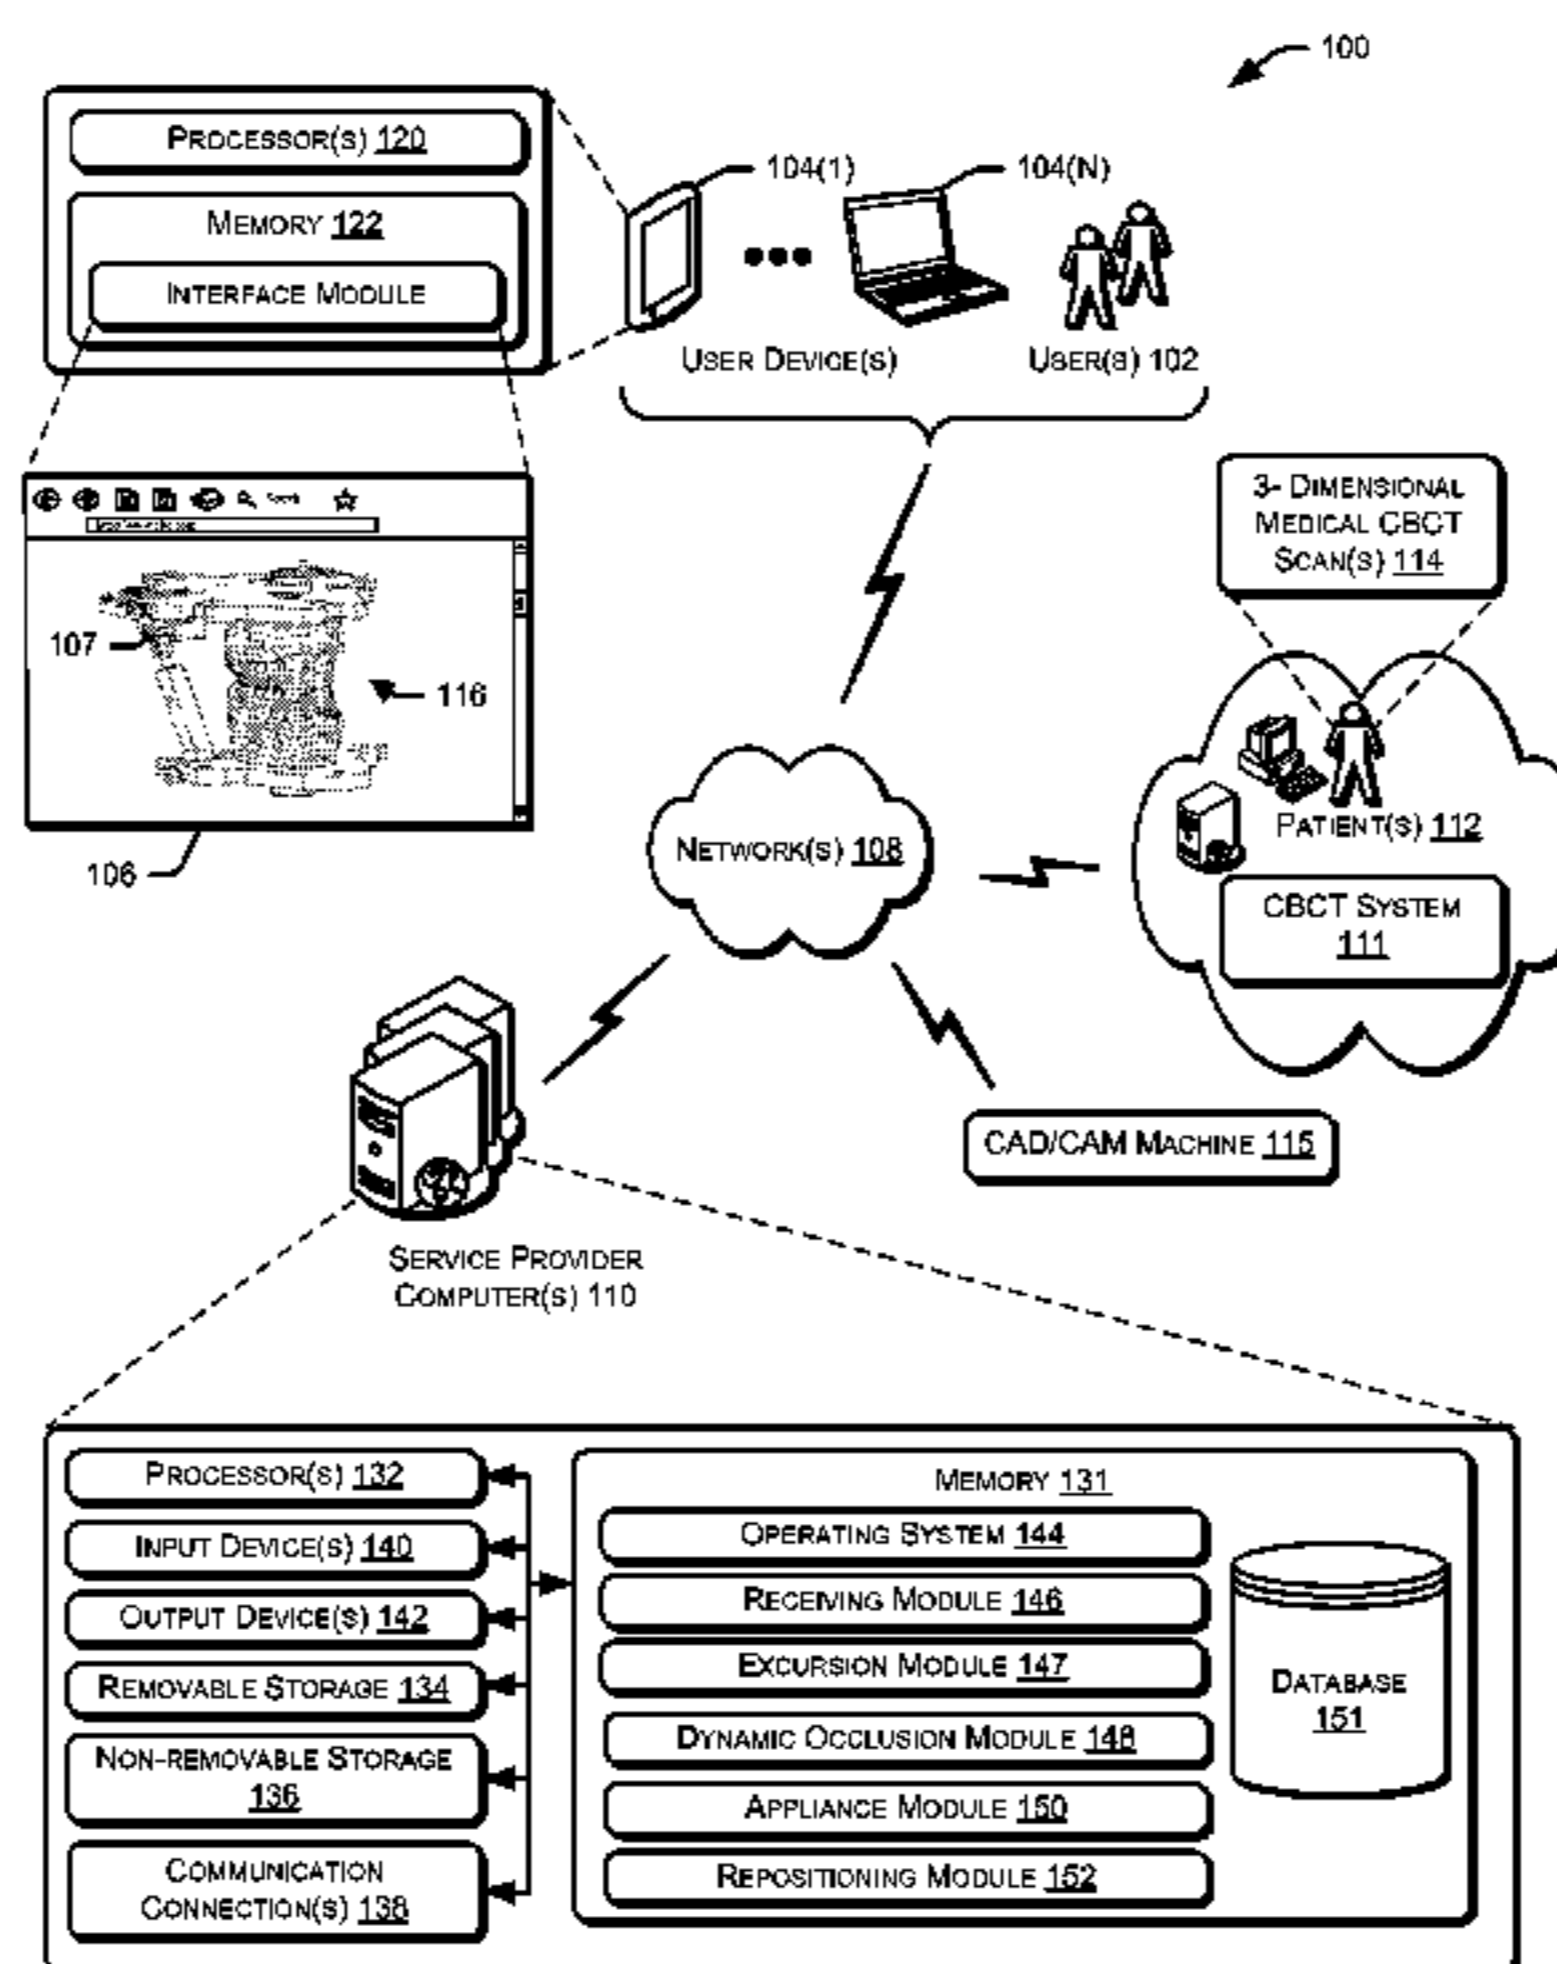 100
PROCESSOR(S) 120
MEMORY 122
INTERFACE MODULE
104(1)
104(N)
USER DEVICE(S)
USER(S) 102
3- DIMENSIONAL
MEDICAL CBCT
SCAN(S) 114
107
116
106
NETWORK(S) 108
PATIENT(S) 112
CBCT SYSTEM
111
CAD/CAM MACHINE 115
SERVICE PROVIDER
COMPUTER(S) 110
PROCESSOR(S) 132
INPUT DEVICE(S) 140
OUTPUT DEVICE(S) 142
REMOVABLE STORAGE 134
NON-REMOVABLE STORAGE
136
COMMUNICATION
CONNECTION(S) 138
MEMORY 131
OPERATING SYSTEM 144
RECEIVING MODULE 146
EXCURSION MODULE 147
DYNAMIC OCCLUSION MODULE 148
APPLIANCE MODULE 150
REPOSITIONING MODULE 152
DATABASE
151